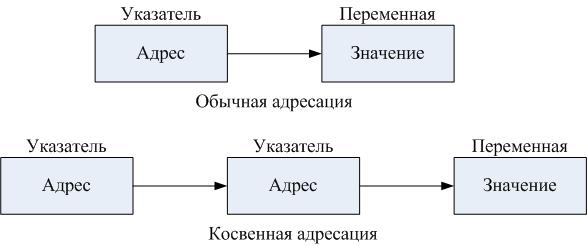 Указатель Переменная
Адрес Значение
Обычная адресация
Указатель Указатель Переменная
Адрес Адрес Значение
Косвенная адресация